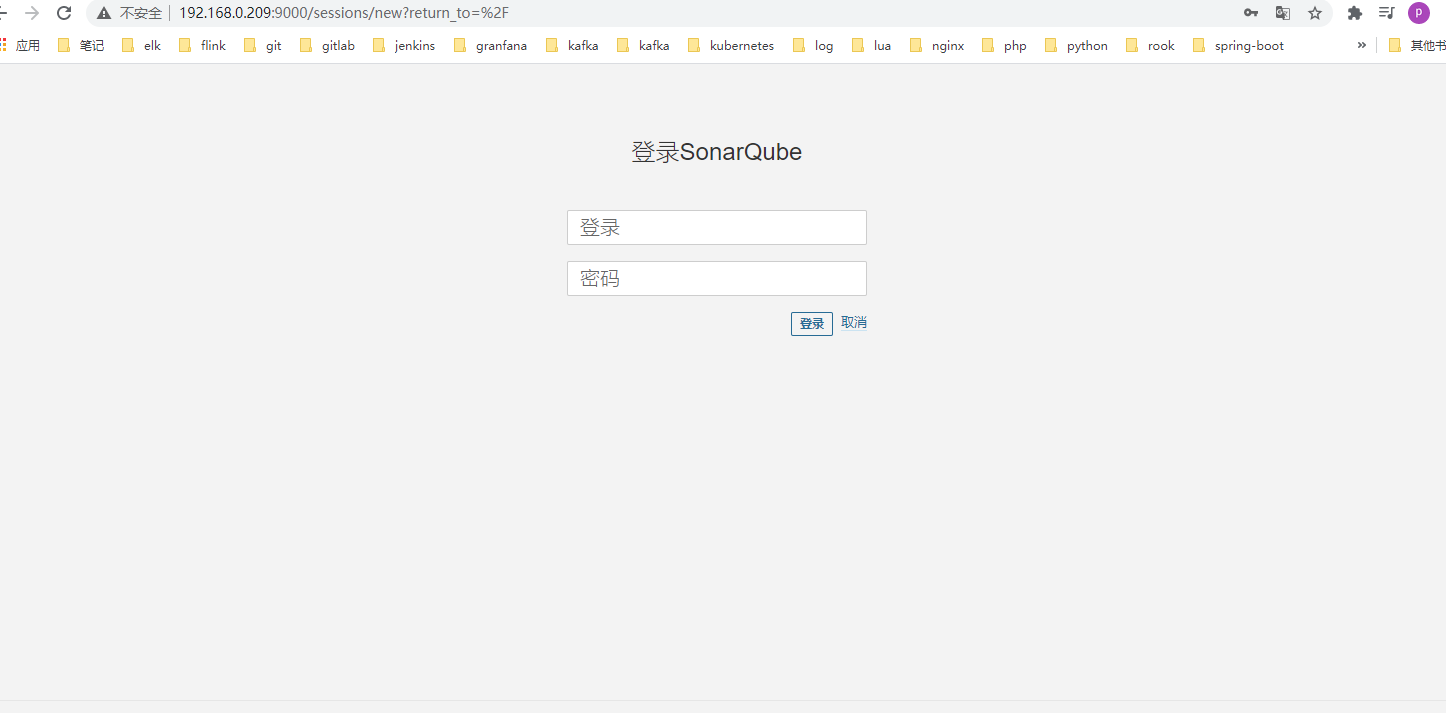 不安全 192.168.0.209:9000/sessions/new?return_to=%2F P
应用 笔记 elk flink git gitlab jenkins granfana kafka kafka kubernetes log lua nginx php python rook spring-boot » 其他书
登录SonarQube
登录
密码
登录 取消